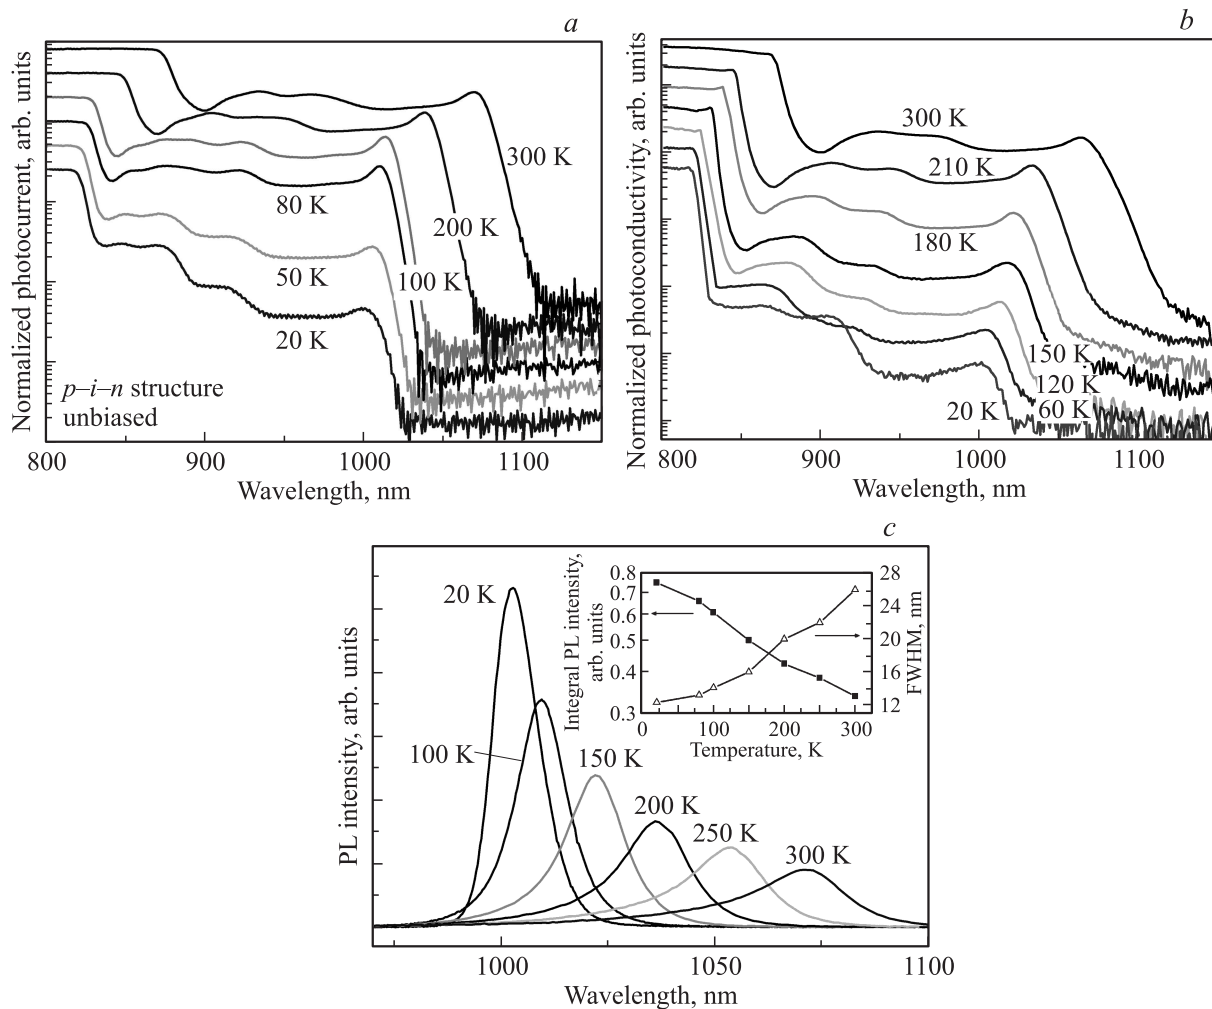 a
Normalized photocurrent, arb. units
300 K
200 K
80 K
100 K
50 K
20 K
p–i–n structure
unbiased
800
900
1000
1100
Wavelength, nm
b
Normalized photoconductivity, arb. units
300 K
210 K
180 K
150 K
120 K
20 K
60 K
800
900
1000
1100
Wavelength, nm
c
PL intensity, arb. units
20 K
100 K
150 K
200 K
250 K
300 K
Integral PL intensity,
arb. units
0.8
0.7
0.6
0.5
0.4
0.3
28
24
20
16
12
FWHM, nm
0
100
200
300
Temperature, K
1000
1050
1100
Wavelength, nm